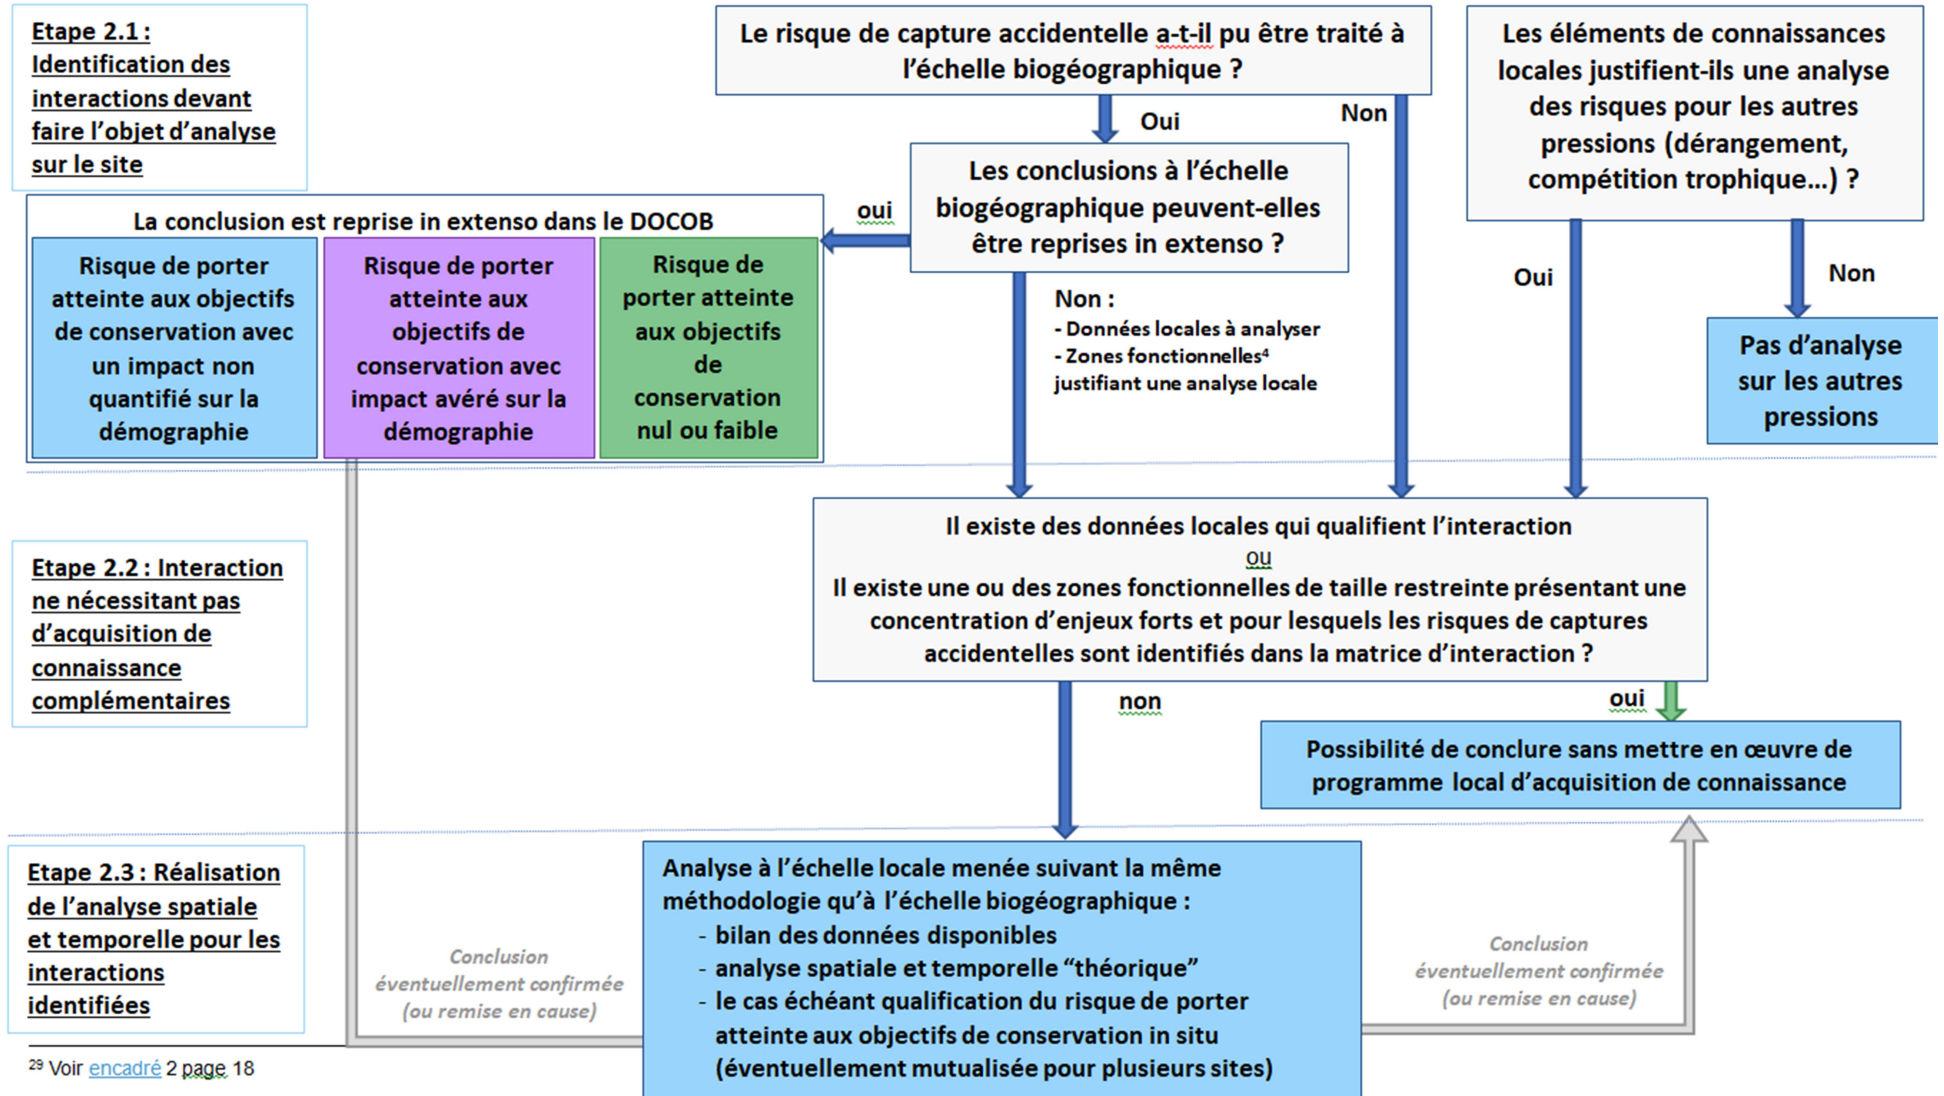 Etape 2.1 :
Identification des
interactions devant
faire l’objet d’analyse
sur le site
Le risque de capture accidentelle a-t-il pu être traité à
l’échelle biogéographique ?
Les éléments de connaissances
locales justifient-ils une analyse
des risques pour les autres
pressions (dérangement,
compétition trophique…) ?
Oui
Non
Les conclusions à l’échelle
biogéographique peuvent-elles
être reprises in extenso ?
oui
La conclusion est reprise in extenso dans le DOCOB
Risque de porter
atteinte aux objectifs
de conservation avec
un impact non
quantifié sur la
démographie
Risque de porter
atteinte aux
objectifs de
conservation avec
impact avéré sur la
démographie
Risque de
porter atteinte
aux objectifs
de
conservation
nul ou faible
Non :
- Données locales à analyser
- Zones fonctionnelles⁴
justifiant une analyse locale
Oui
Non
Pas d’analyse
sur les autres
pressions
Etape 2.2 : Interaction
ne nécessitant pas
d’acquisition de
connaissance
complémentaires
Il existe des données locales qui qualifient l’interaction
ou
Il existe une ou des zones fonctionnelles de taille restreinte présentant une
concentration d’enjeux forts et pour lesquels les risques de captures
accidentelles sont identifiés dans la matrice d’interaction ?
non
oui
Possibilité de conclure sans mettre en œuvre de
programme local d’acquisition de connaissance
Etape 2.3 : Réalisation
de l’analyse spatiale
et temporelle pour les
interactions
identifiées
Conclusion
éventuellement confirmée
(ou remise en cause)
Analyse à l’échelle locale menée suivant la même
méthodologie qu’à l’échelle biogéographique :
- bilan des données disponibles
- analyse spatiale et temporelle “théorique”
- le cas échéant qualification du risque de porter
atteinte aux objectifs de conservation in situ
(éventuellement mutualisée pour plusieurs sites)
Conclusion
éventuellement confirmée
(ou remise en cause)
²⁹ Voir encadré 2 page 18